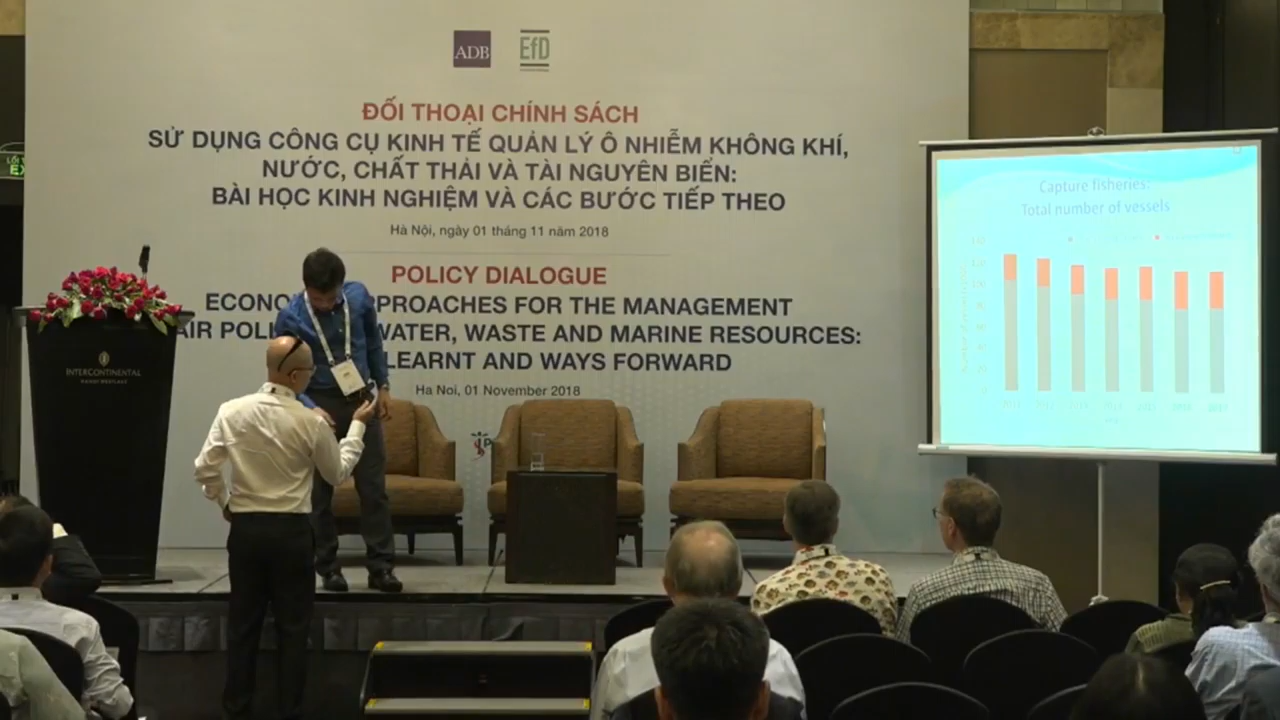 ADB
EfD
ĐỐI THOẠI CHÍNH SÁCH
SỬ DỤNG CÔNG CỤ KINH TẾ QUẢN LÝ Ô NHIỄM KHÔNG KHÍ,
NƯỚC, CHẤT THẢI VÀ TÀI NGUYÊN BIỂN:
BÀI HỌC KINH NGHIỆM VÀ CÁC BƯỚC TIẾP THEO
Hà Nội, ngày 01 tháng 11 năm 2018
POLICY DIALOGUE
ECONO PPROACHES FOR THE MANAGEMENT
AIR POLL WATER, WASTE AND MARINE RESOURCES:
LEARNT AND WAYS FORWARD
Ha Noi, 01 November 2018
INTERCONTINENTAL
Capture fisheries:
Total number of vessels